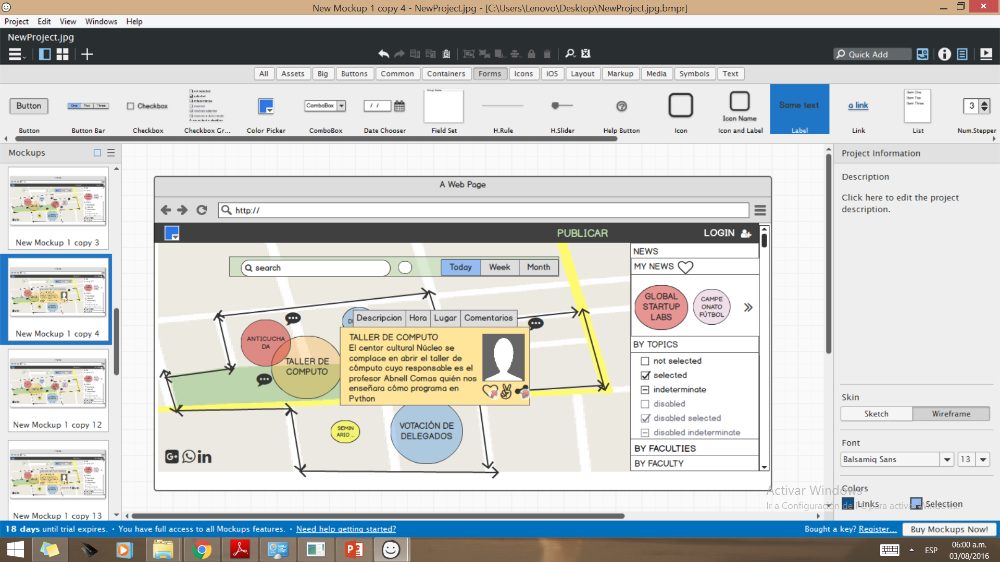 New Mockup 1 copy 4 - NewProject.jpg - [C:\Users\Lenovo\Desktop\NewProject.jpg.bmpr]
Project Edit View Windows Help
NewProject.jpg
Quick Add
All Assets Big Buttons Common Containers Forms Icons iOS Layout Markup Media Symbols Text
Button
One Two Three
Checkbox
not selected
selected
indeterminate
disabled
disabled selected
disabled indeterminate
ComboBox
/ /
Group Name
Icon Name
Some text
a link
Item One
Item Two
Item Three
3
Button Button Bar Checkbox Checkbox Gr... Color Picker ComboBox Date Chooser Field Set H.Rule H.Slider Help Button Icon Icon and Label Label Link List Num.Stepper
Mockups
New Mockup 1 copy 3
New Mockup 1 copy 4
New Mockup 1 copy 12
New Mockup 1 copy 13
A Web Page
http://
PUBLICAR LOGIN
search Today Week Month
NEWS
MY NEWS
GLOBAL
STARTUP
LABS
CAMPE
ONATO
FÚTBOL
BY TOPICS
not selected
selected
indeterminate
disabled
disabled selected
disabled indeterminate
BY FACULTIES
BY FACULTY
Descripcion Hora Lugar Comentarios
ANTICUCHA
DA
TALLER DE
COMPUTO
TALLER DE COMPUTO
El centor cultural Núcleo se
complace en abrir el taller de
cómputo cuyo responsable es el
profesor Abnell Comas quién nos
enseñara cómo programa en
Python
SEMIN
ARIO ...
VOTACIÓN DE
DELEGADOS
Project Information
Description
Click here to edit the project
description.
Skin
Sketch Wireframe
Font
Balsamiq Sans 13
Colors
Links Selection
Activar Windows
Ir a Configuración de PC para activar Windows.
18 days until trial expires. · You have full access to all Mockups features. · Need help getting started?
Bought a key? Register... Buy Mockups Now!
ESP
06:00 a.m.
03/08/2016